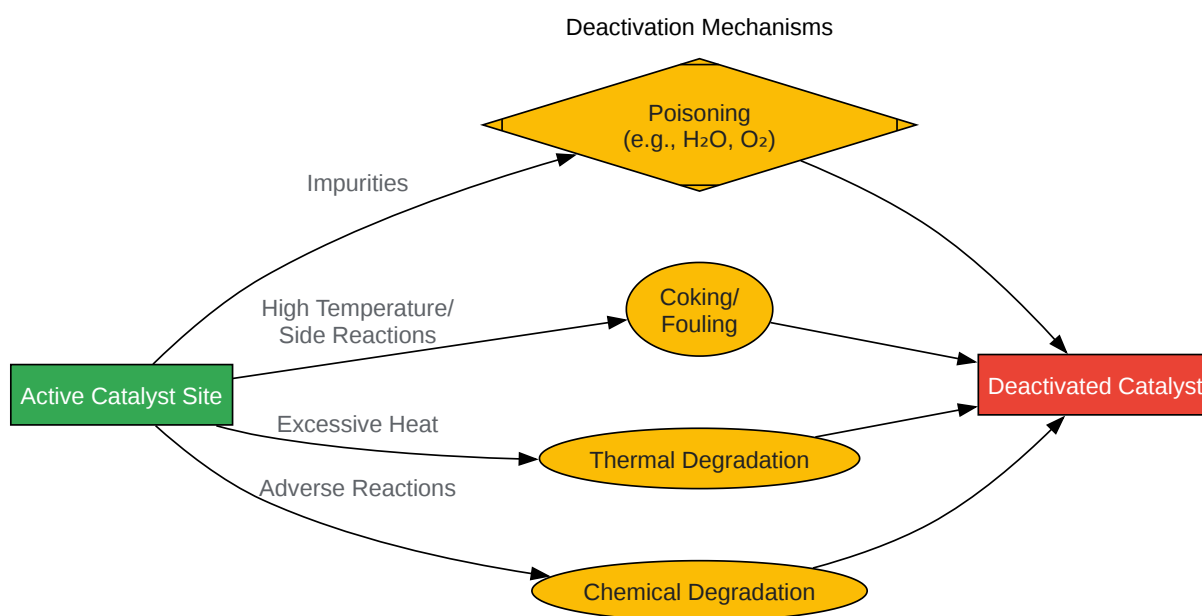 Deactivation Mechanisms
Poisoning
(e.g., H₂O, O₂)
Impurities
High Temperature/
Side Reactions
Coking/
Fouling
Active Catalyst Site
Deactivated Catalyst
Excessive Heat
Thermal Degradation
Adverse Reactions
Chemical Degradation